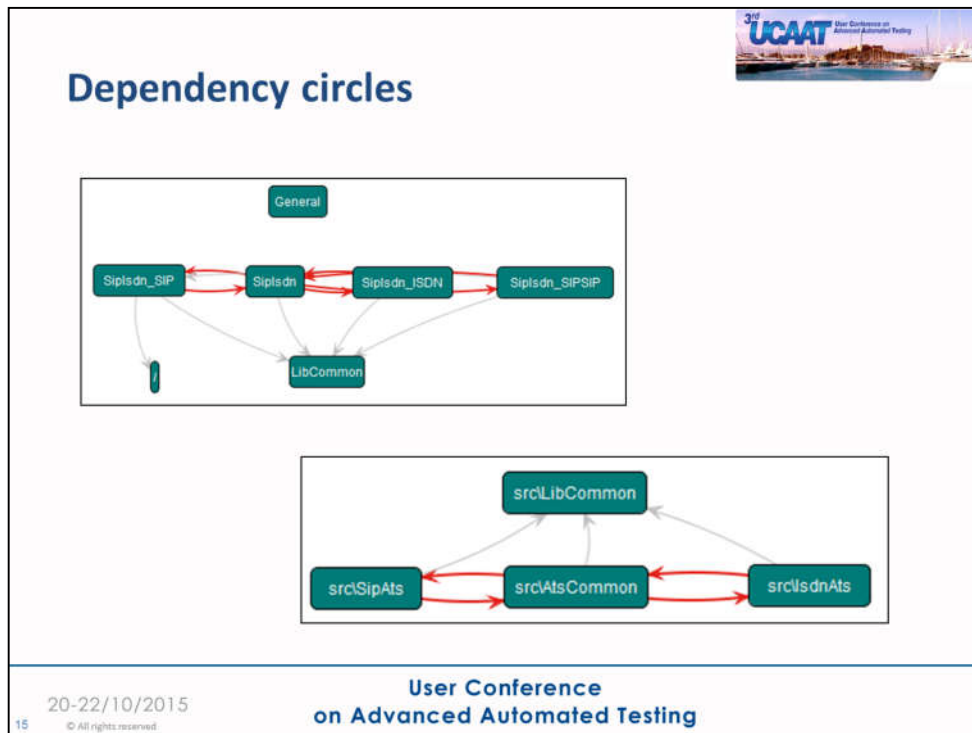 3rd
UCAAT
User Conference on
Advanced Automated Testing
Dependency circles
General
SipIsdn_SIP
SipIsdn
SipIsdn_ISDN
SipIsdn_SIPSIP
/
LibCommon
src\LibCommon
src\SipAts
src\AtsCommon
src\IsdnAts
20-22/10/2015
User Conference
on Advanced Automated Testing
15
© All rights reserved